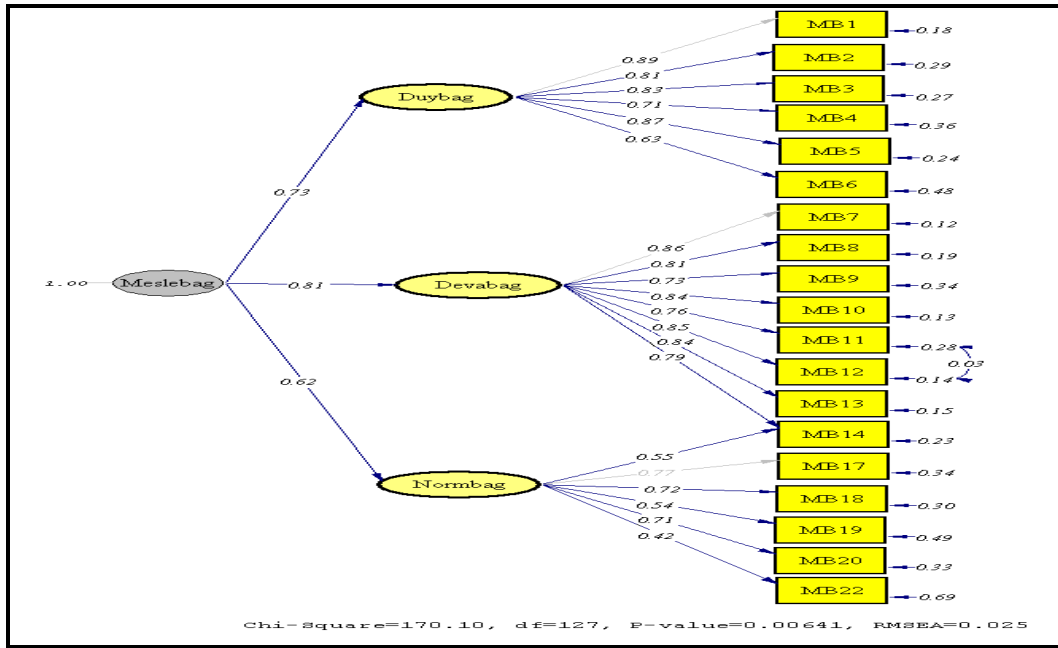 MB1
0.18
0.89
MB2
0.29
0.81
Duybag
MB3
0.27
0.83
MB4
0.36
0.71
MB5
0.24
0.87
MB6
0.48
0.63
0.73
MB7
0.12
0.86
MB8
0.19
0.81
1.00
Meslebag
0.81
Devabag
MB9
0.34
0.73
MB10
0.13
0.84
MB11
0.28
0.76
0.03
MB12
0.14
0.85
MB13
0.15
0.84
MB14
0.23
0.79
0.62
0.55
Normbag
MB17
0.34
0.77
MB18
0.30
0.72
MB19
0.49
0.54
MB20
0.33
0.71
MB22
0.69
0.42
Chi-Square=170.10, df=127, P-value=0.00641, RMSEA=0.025